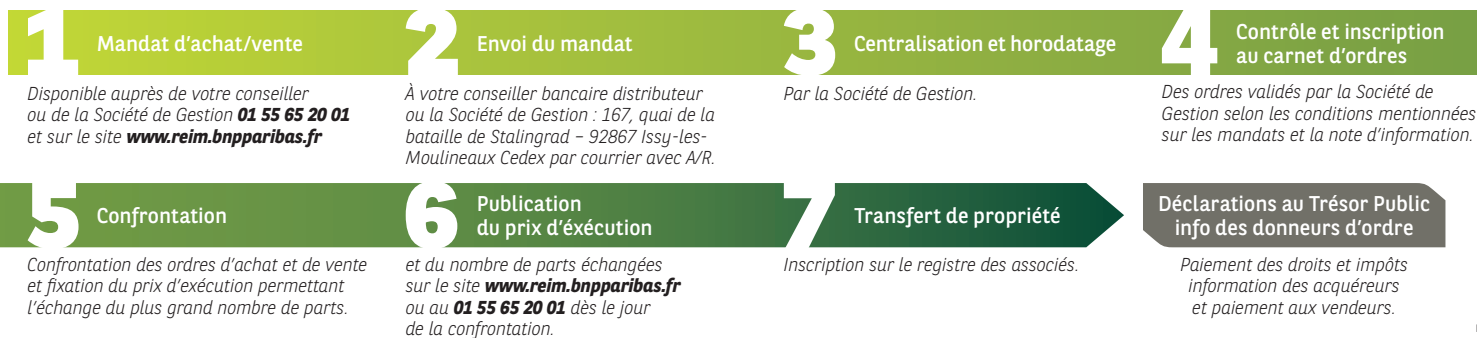 1 Mandat d'achat/vente
Disponible auprès de votre conseiller
ou de la Société de Gestion 01 55 65 20 01
et sur le site www.reim.bnpparibas.fr
2 Envoi du mandat
À votre conseiller bancaire distributeur
ou la Société de Gestion : 167, quai de la
bataille de Stalingrad – 92867 Issy-les-
Moulineaux Cedex par courrier avec A/R.
3 Centralisation et horodatage
Par la Société de Gestion.
4 Contrôle et inscription
au carnet d'ordres
Des ordres validés par la Société de
Gestion selon les conditions mentionnées
sur les mandats et la note d'information.
5 Confrontation
Confrontation des ordres d'achat et de vente
et fixation du prix d'exécution permettant
l'échange du plus grand nombre de parts.
6 Publication
du prix d'éxécution
et du nombre de parts échangées
sur le site www.reim.bnpparibas.fr
ou au 01 55 65 20 01 dès le jour
de la confrontation.
7 Transfert de propriété
Inscription sur le registre des associés.
Déclarations au Trésor Public
info des donneurs d'ordre
Paiement des droits et impôts
information des acquéreurs
et paiement aux vendeurs.